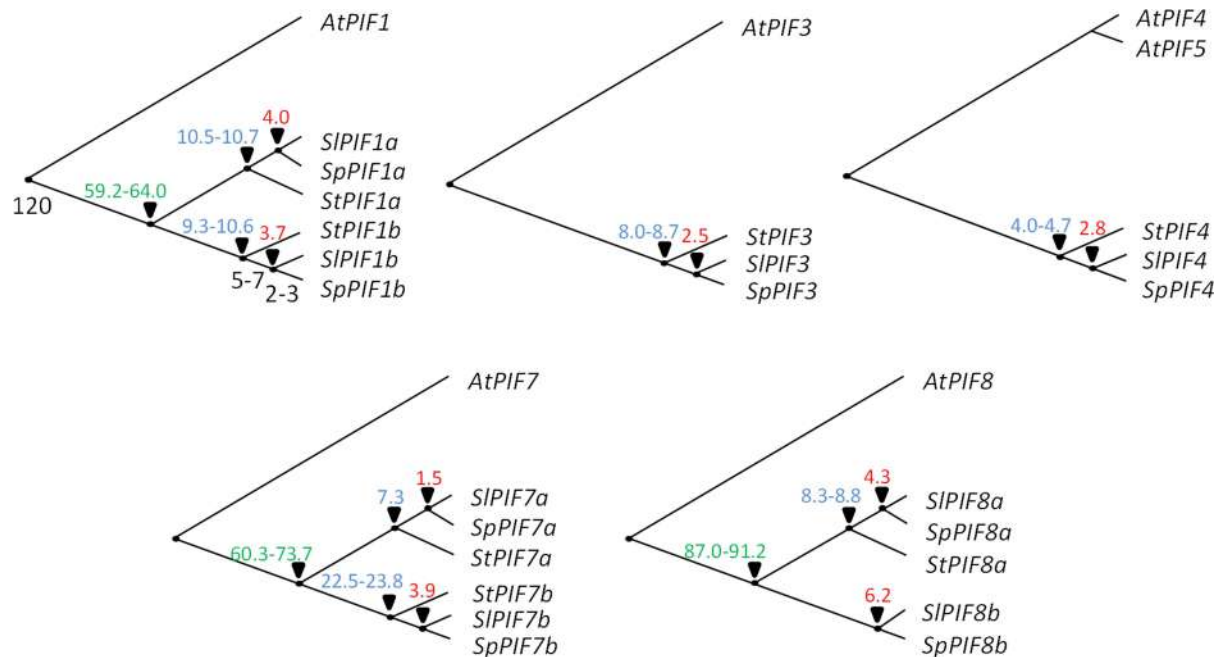 AtPIF1
4.0
10.5-10.7
SlPIF1a
SpPIF1a
59.2-64.0
StPIF1a
120
9.3-10.6
3.7
StPIF1b
SlPIF1b
5-7
2-3
SpPIF1b
AtPIF3
8.0-8.7
2.5
StPIF3
SlPIF3
SpPIF3
AtPIF4
AtPIF5
4.0-4.7
2.8
StPIF4
SlPIF4
SpPIF4
AtPIF7
1.5
7.3
SlPIF7a
SpPIF7a
60.3-73.7
StPIF7a
22.5-23.8
3.9
StPIF7b
SlPIF7b
SpPIF7b
AtPIF8
4.3
8.3-8.8
SlPIF8a
SpPIF8a
87.0-91.2
StPIF8a
6.2
SlPIF8b
SpPIF8b